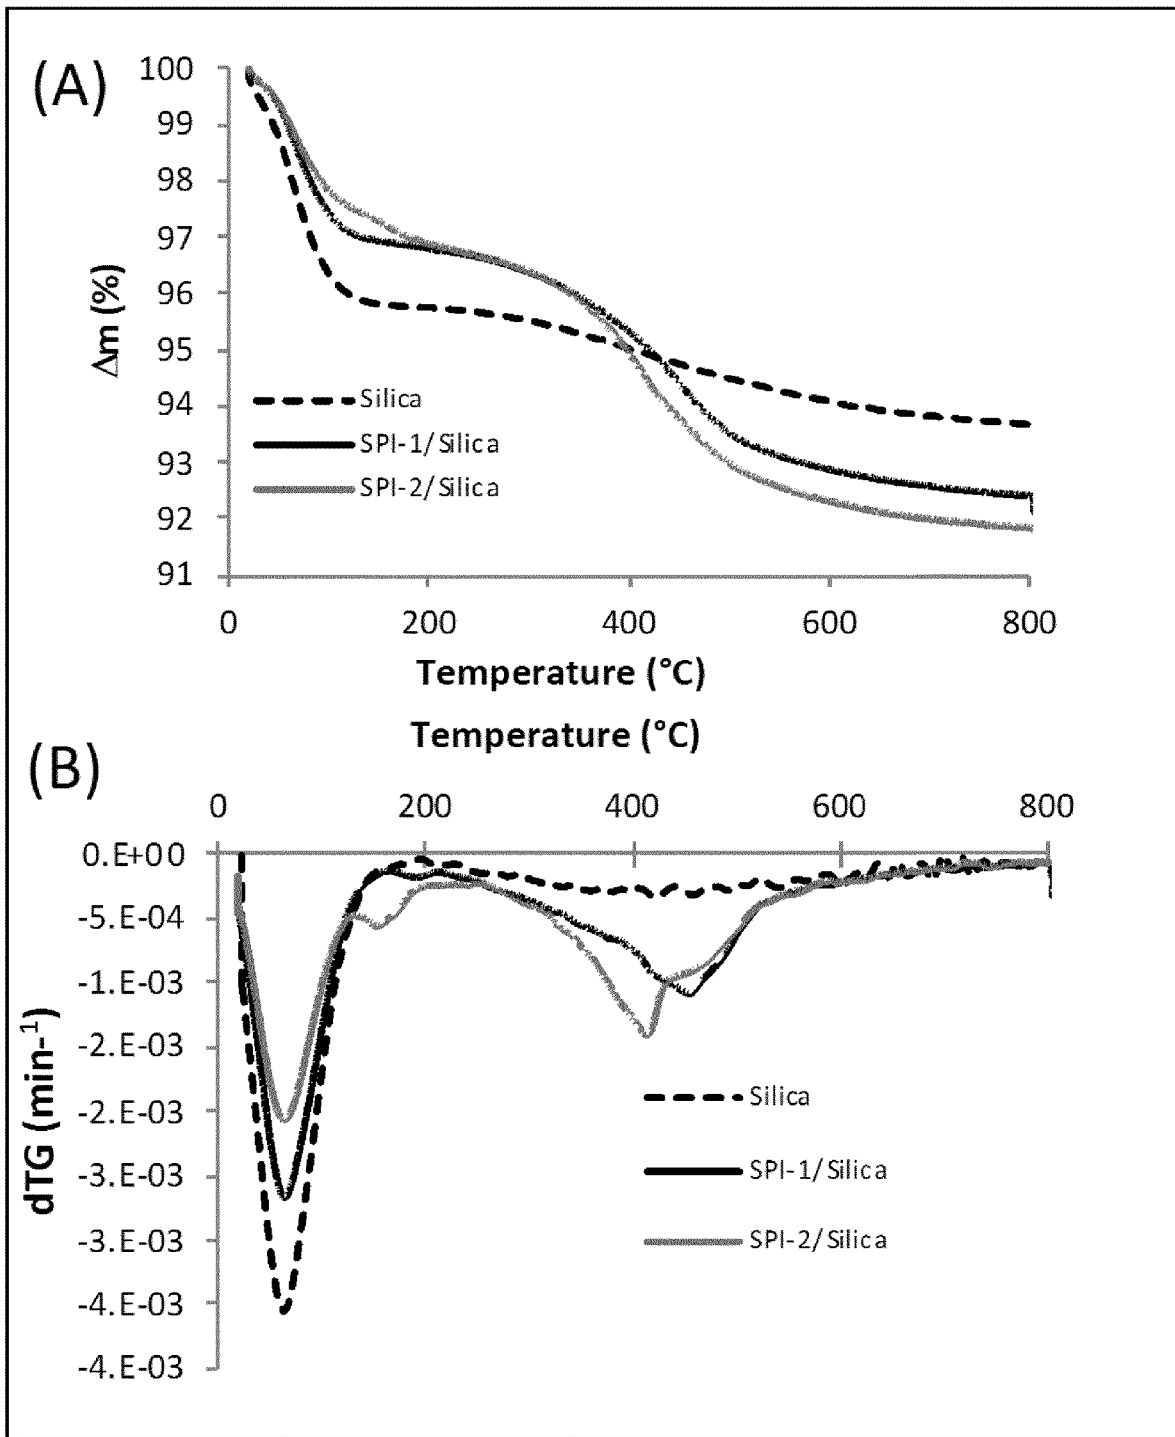 (A)
100
99
98
97
96
95
94
93
92
91
Δm (%)
Silica
SPI-1/Silica
SPI-2/Silica
0 200 400 600 800
Temperature (°C)
Temperature (°C)
(B)
0 200 400 600 800
0.E+00
-5.E-04
-1.E-03
-2.E-03
-2.E-03
-3.E-03
-3.E-03
-4.E-03
-4.E-03
dTG (min-¹)
Silica
SPI-1/Silica
SPI-2/Silica